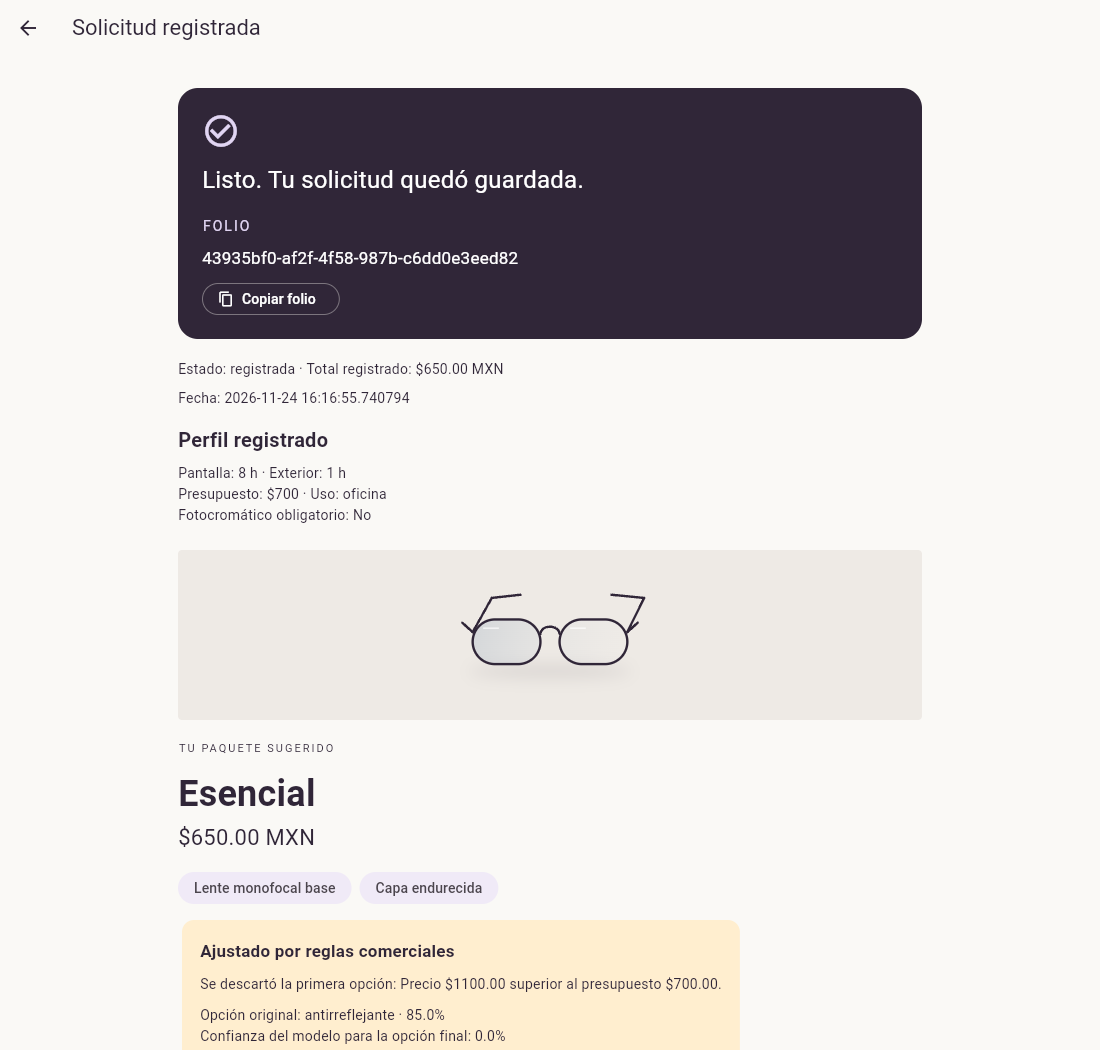 Solicitud registrada
Listo. Tu solicitud quedó guardada.
FOLIO
43935bf0-af2f-4f58-987b-c6dd0e3eed82
Copiar folio
Estado: registrada · Total registrado: $650.00 MXN
Fecha: 2026-11-24 16:16:55.740794
Perfil registrado
Pantalla: 8 h · Exterior: 1 h
Presupuesto: $700 · Uso: oficina
Fotocromático obligatorio: No
TU PAQUETE SUGERIDO
Esencial
$650.00 MXN
Lente monofocal base
Capa endurecida
Ajustado por reglas comerciales
Se descartó la primera opción: Precio $1100.00 superior al presupuesto $700.00.
Opción original: antirreflejante · 85.0%
Confianza del modelo para la opción final: 0.0%